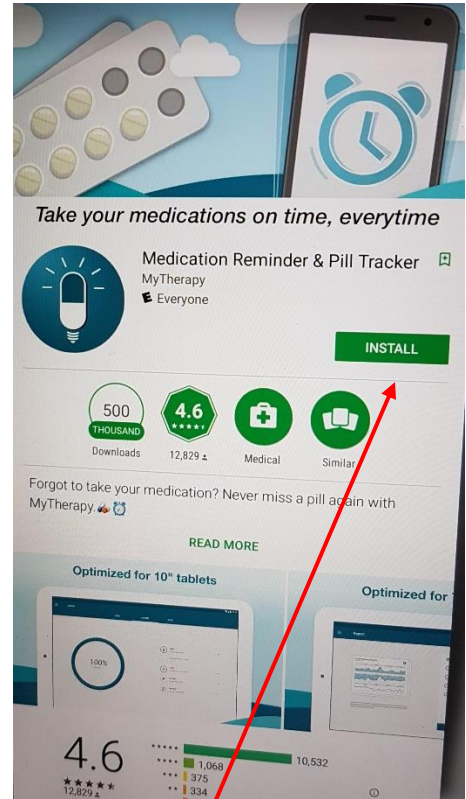 Take your medications on time, everytime
Medication Reminder & Pill Tracker
MyTherapy
E Everyone
INSTALL
500
THOUSAND
Downloads
4.6
12,829
Medical
Similar
Forgot to take your medication? Never miss a pill again with
MyTherapy.
READ MORE
Optimized for 10" tablets
Optimized for
100%
4.6
12,829
10,532
1,068
375
334